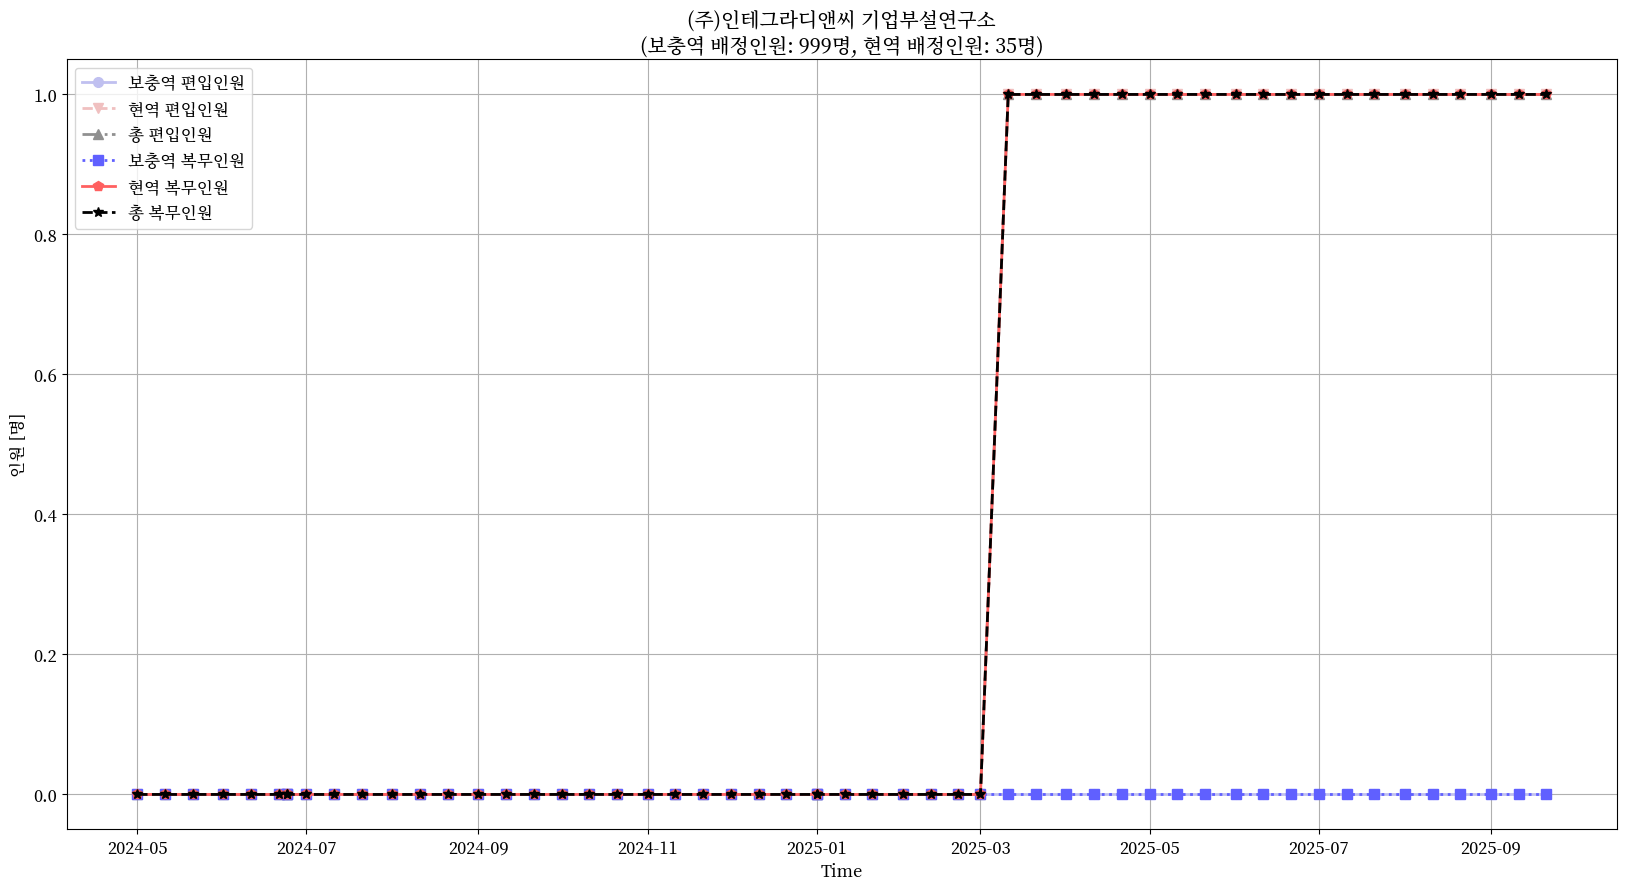 (주)인테그라디앤씨 기업부설연구소
(보충역 배정인원: 999명, 현역 배정인원: 35명)
보충역 편입인원
현역 편입인원
총 편입인원
보충역 복무인원
현역 복무인원
총 복무인원
인원 [명]
1.0
0.8
0.6
0.4
0.2
0.0
2024-05
2024-07
2024-09
2024-11
2025-01
2025-03
2025-05
2025-07
2025-09
Time